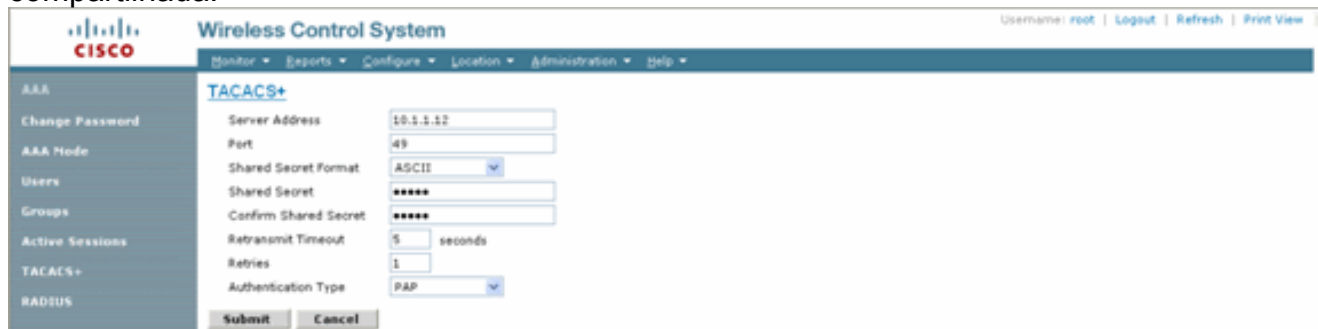 compartilhada.
Username: root | Logout | Refresh | Print View
CISCO
Wireless Control System
Monitor Reports Configure Location Administration Help
AAA
Change Password
AAA Mode
Users
Groups
Active Sessions
TACACS+
RADIUS
TACACS+
Server Address 10.1.1.12
Port 49
Shared Secret Format ASCII
Shared Secret •••••
Confirm Shared Secret •••••
Retransmit Timeout 5 seconds
Retries 1
Authentication Type PAP
Submit Cancel